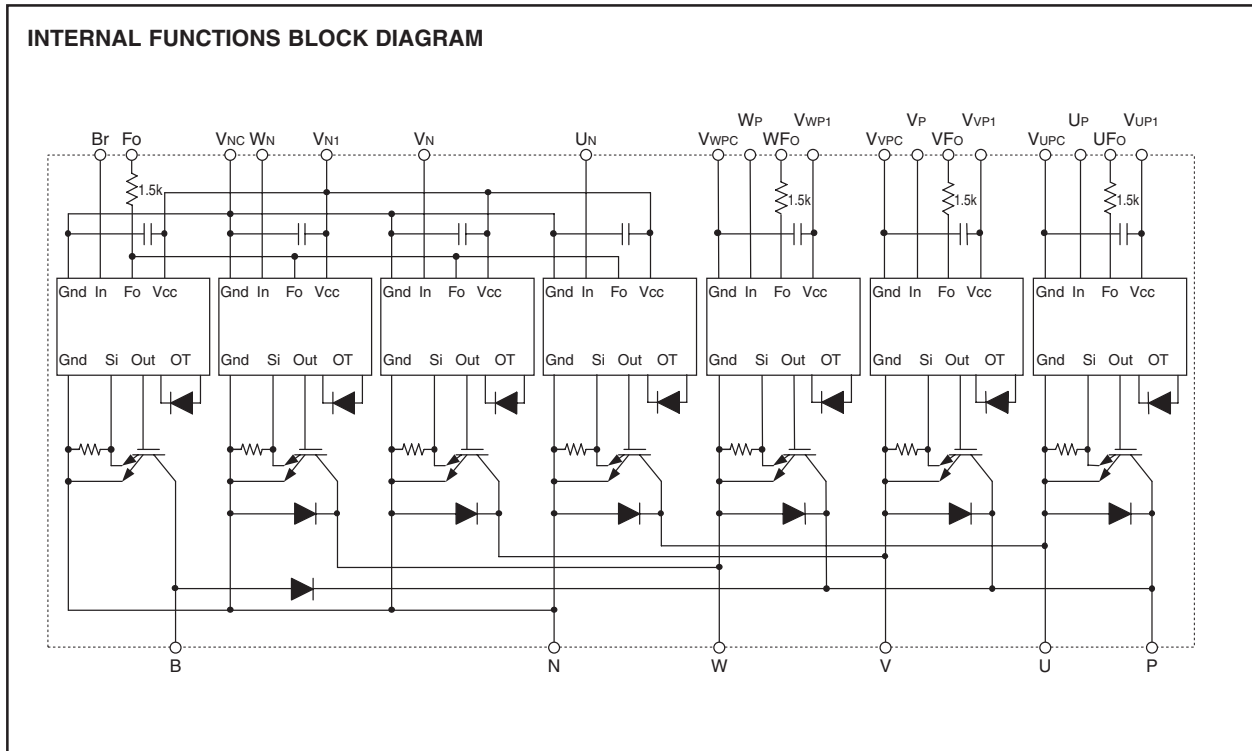 INTERNAL FUNCTIONS BLOCK DIAGRAM
WP VWP1 VP VVP1 UP VUP1
Br FO VNC WN VN1 VN UN VWPC WFO VVPC VFO VUPC UFO
1.5k 1.5k 1.5k 1.5k
Gnd In Fo Vcc Gnd In Fo Vcc Gnd In Fo Vcc Gnd In Fo Vcc Gnd In Fo Vcc Gnd In Fo Vcc Gnd In Fo Vcc
Gnd Si Out OT Gnd Si Out OT Gnd Si Out OT Gnd Si Out OT Gnd Si Out OT Gnd Si Out OT Gnd Si Out OT
B N W V U P